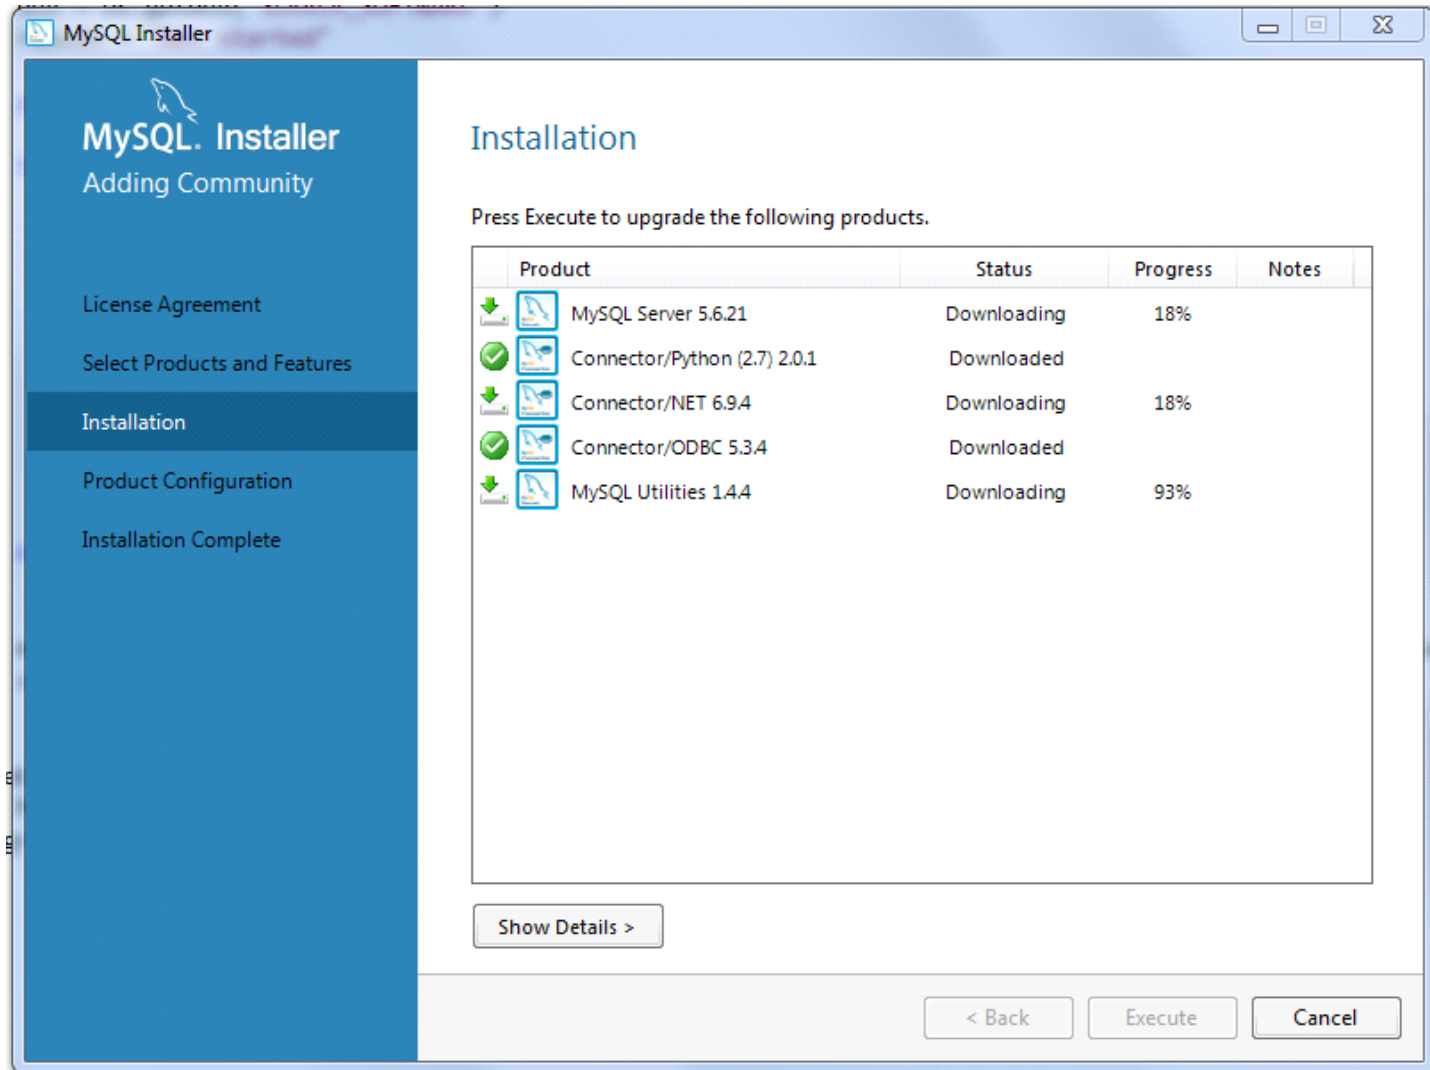 MySQL Installer
MySQL. Installer
Adding Community
License Agreement
Select Products and Features
Installation
Product Configuration
Installation Complete
Installation
Press Execute to upgrade the following products.
Product Status Progress Notes
MySQL Server 5.6.21 Downloading 18%
Connector/Python (2.7) 2.0.1 Downloaded
Connector/NET 6.9.4 Downloading 18%
Connector/ODBC 5.3.4 Downloaded
MySQL Utilities 1.4.4 Downloading 93%
Show Details >
< Back Execute Cancel